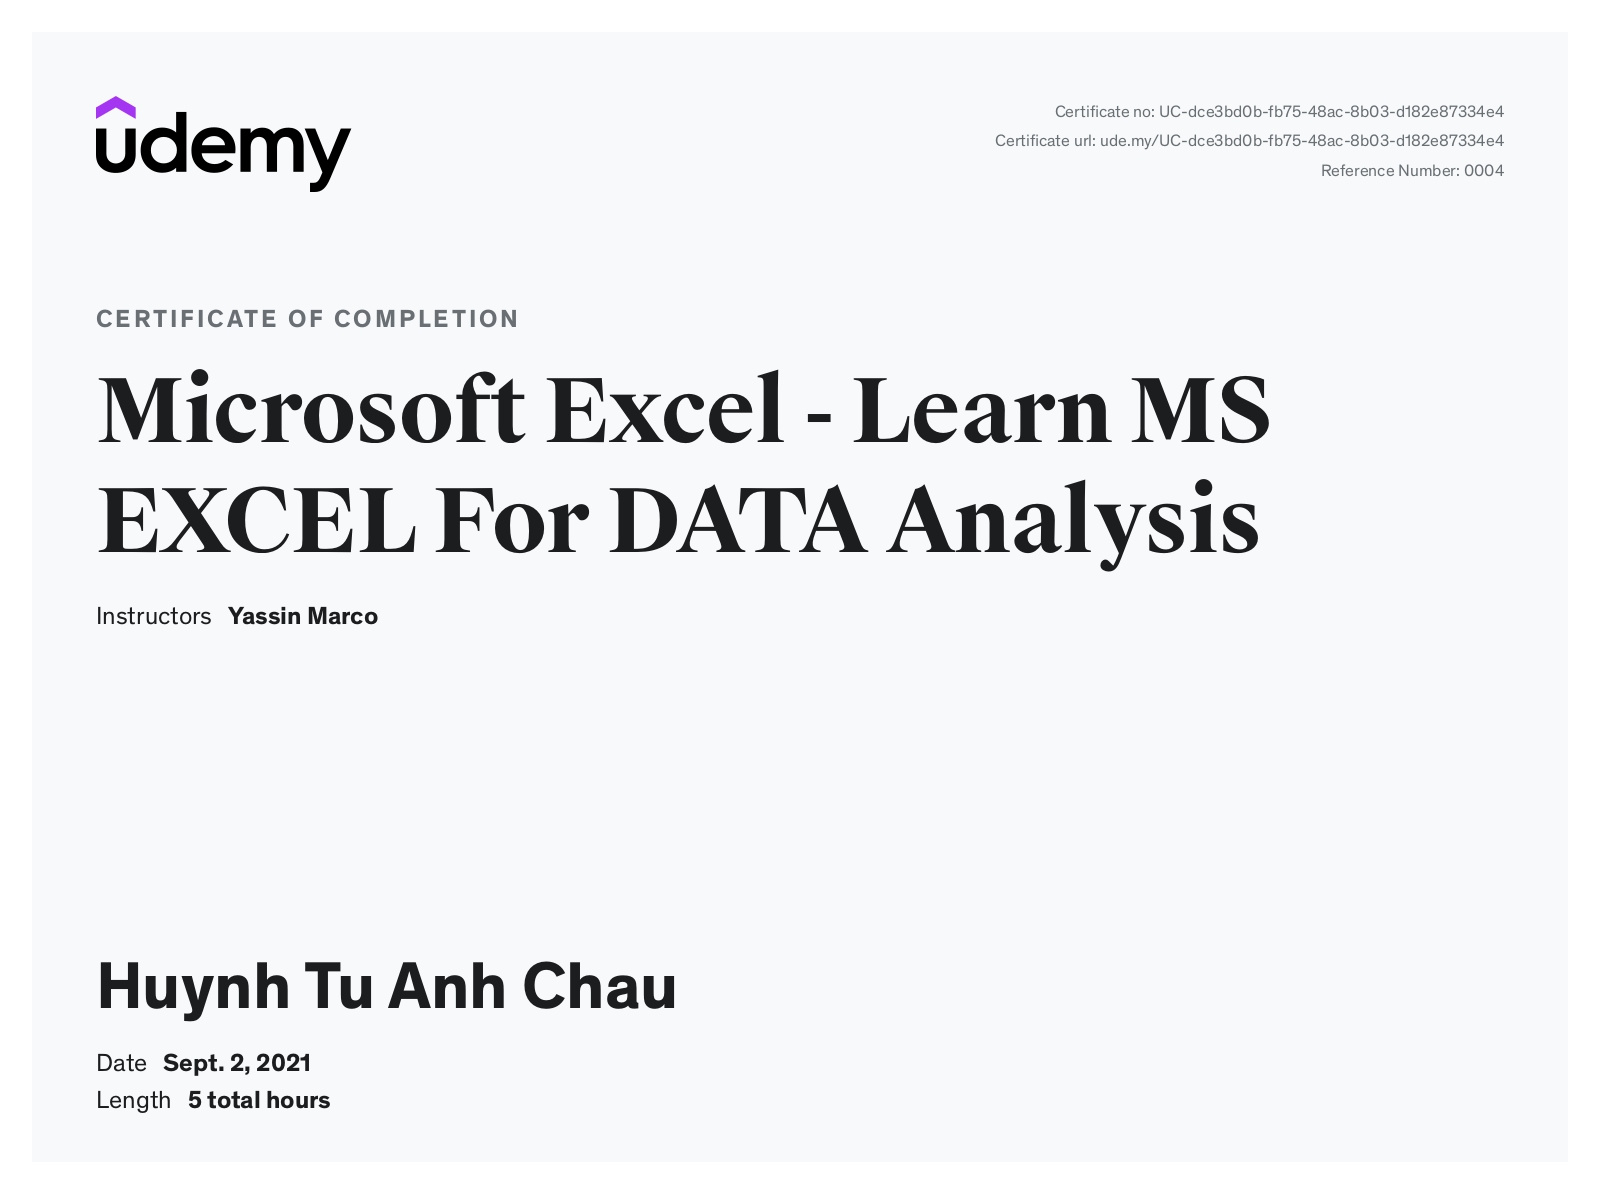 udemy
Certificate no: UC-dce3bd0b-fb75-48ac-8b03-d182e87334e4
Certificate url: ude.my/UC-dce3bd0b-fb75-48ac-8b03-d182e87334e4
Reference Number: 0004
CERTIFICATE OF COMPLETION
Microsoft Excel - Learn MS
EXCEL For DATA Analysis
Instructors Yassin Marco
Huynh Tu Anh Chau
Date Sept. 2, 2021
Length 5 total hours